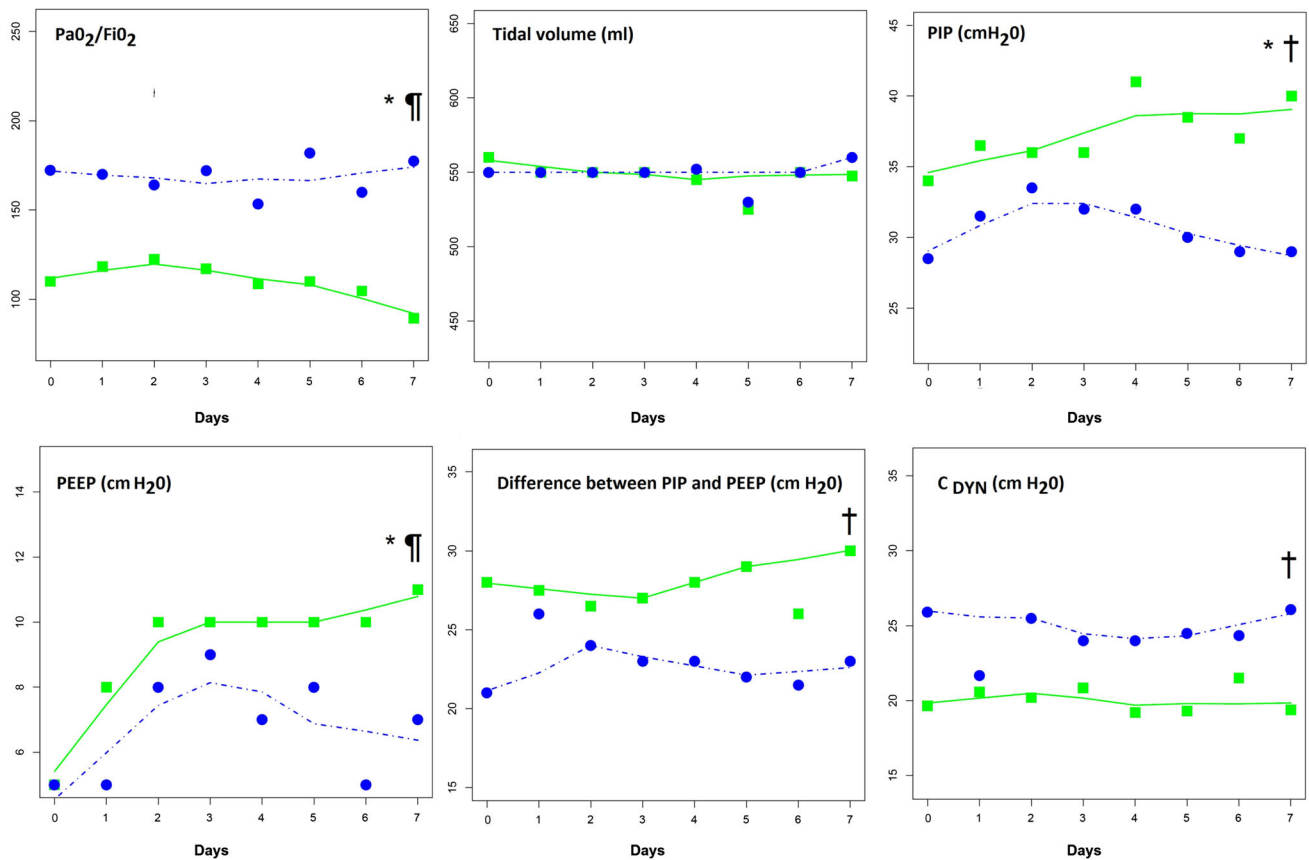 PaO2/FiO2
* ¶
250
200
150
100
0 1 2 3 4 5 6 7
Days
Tidal volume (ml)
650
600
550
500
450
0 1 2 3 4 5 6 7
Days
PIP (cmH2O)
* †
45
40
35
30
25
0 1 2 3 4 5 6 7
Days
PEEP (cm H2O)
* ¶
14
12
10
8
6
0 1 2 3 4 5 6 7
Days
Difference between PIP and PEEP (cm H2O)
†
35
30
25
20
15
0 1 2 3 4 5 6 7
Days
C DYN (cm H2O)
†
35
30
25
20
15
0 1 2 3 4 5 6 7
Days